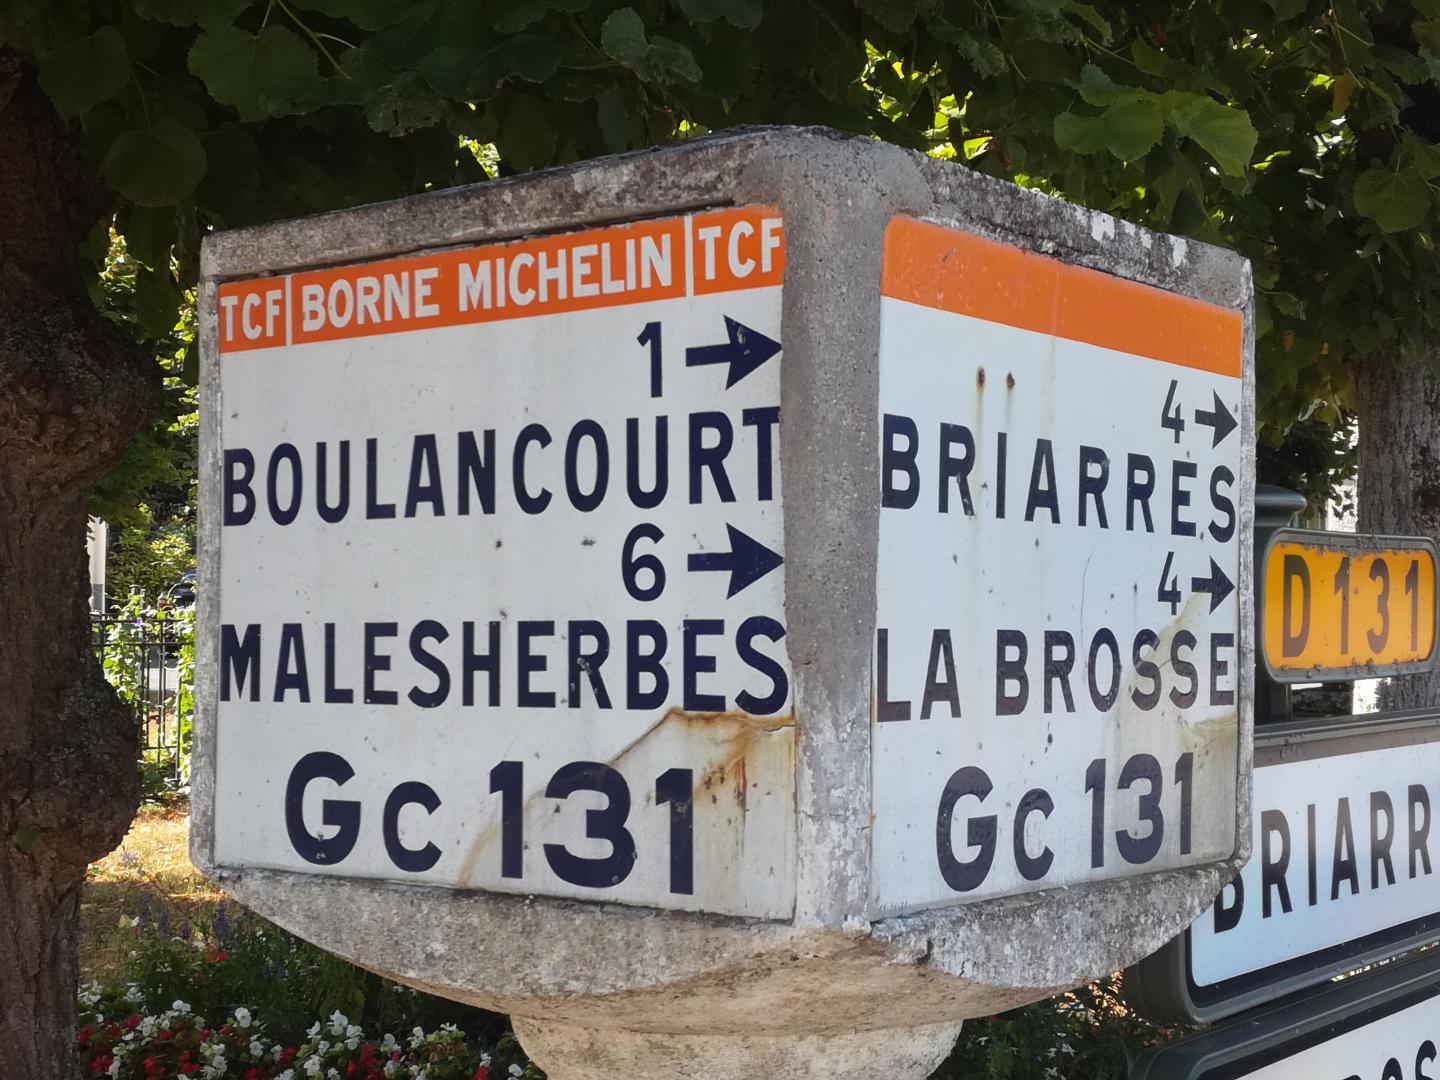 TCF BORNE MICHELIN TCF
1
BOULANCOURT
6
MALESHERBES
Gc 131
4
BRIARRES
4
LA BROSSE
Gc 131
D 131
BRIARR